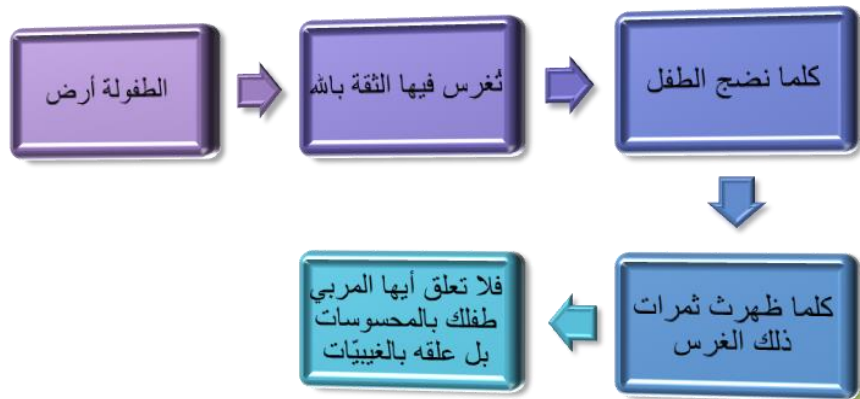 الطفولة أرض
تُغرس فيها الثقة بالله
كلما نضج الطفل
كلما ظهرث ثمرات
ذلك الغرس
فلا تعلق أيها المربي
طفلك بالمحسوسات
بل علقه بالغيبيّات